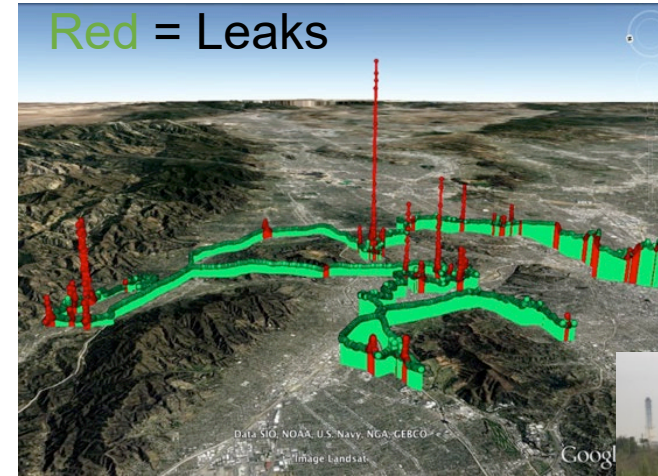 Red = Leaks
Data SIO, NOAA, U.S. Navy, NGA, GEBCO
Image Landsat
Googl